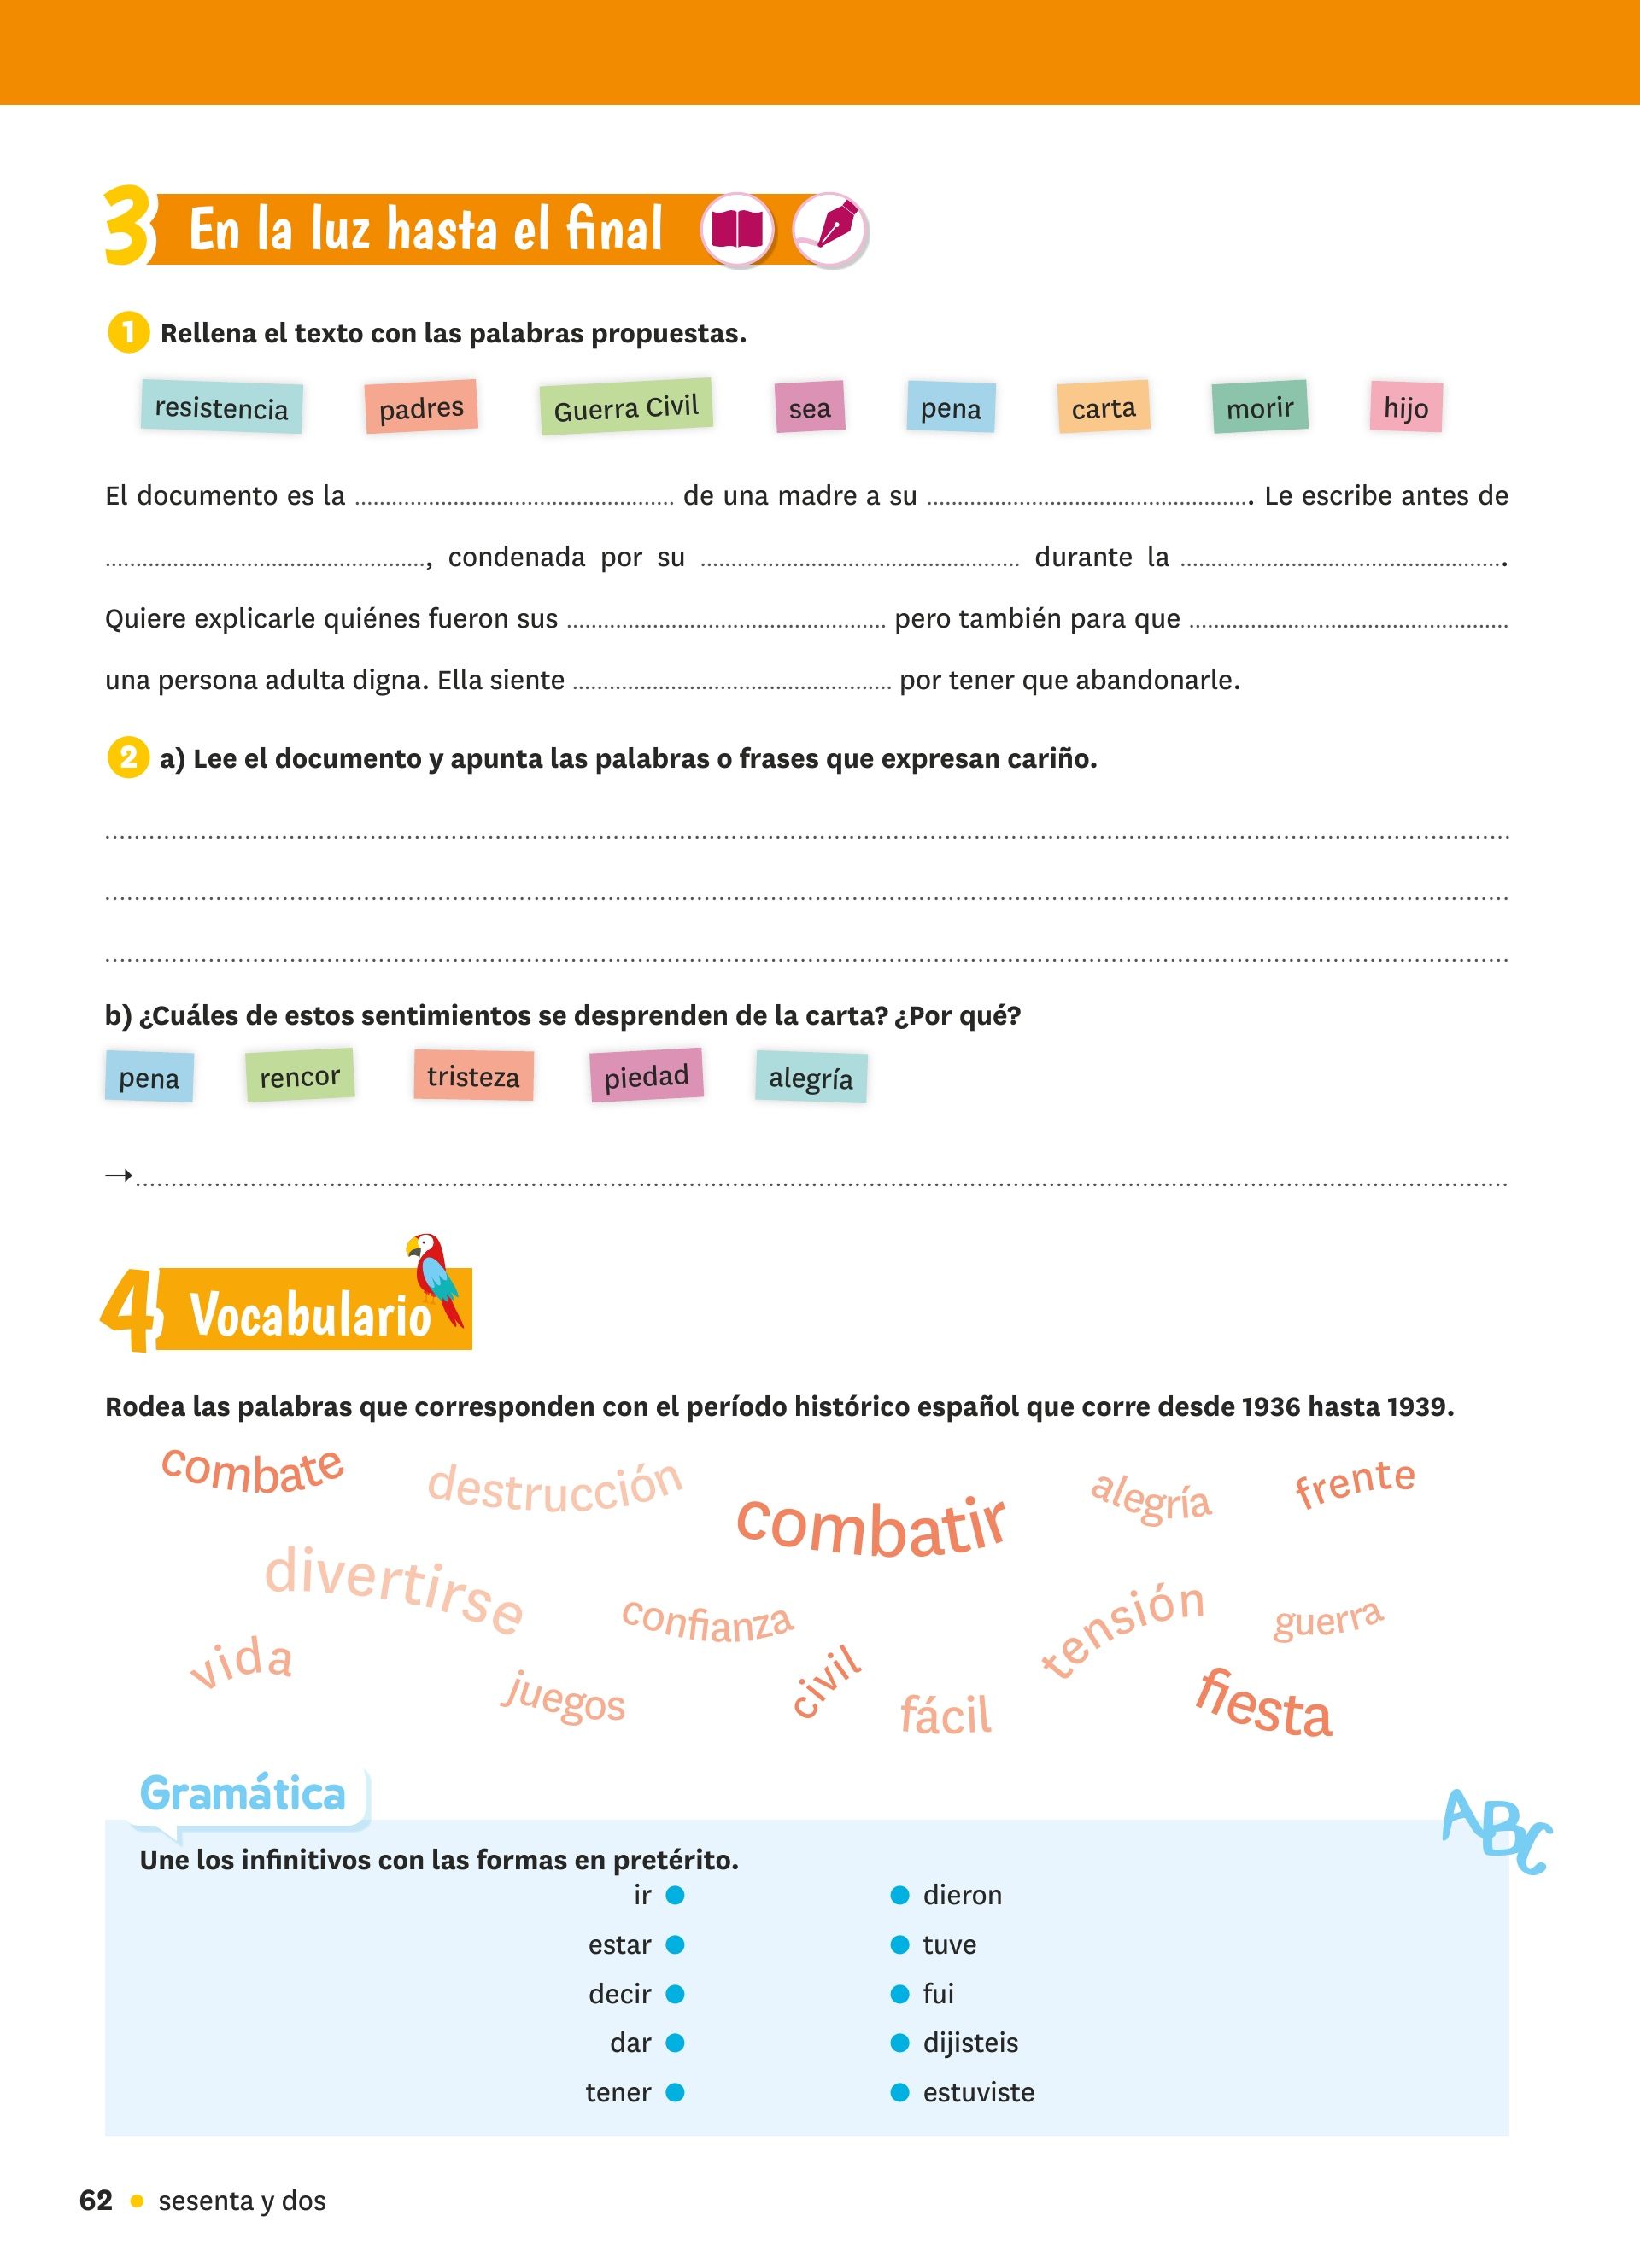 3 En la luz hasta el final
1 Rellena el texto con las palabras propuestas.
resistencia padres Guerra Civil sea pena carta morir hijo
El documento es la ........................................ de una madre a su ......................................... Le escribe antes de
........................................, condenada por su ........................................ durante la .........................................
Quiere explicarle quiénes fueron sus ........................................ pero también para que ........................................
una persona adulta digna. Ella siente ........................................ por tener que abandonarle.
2 a) Lee el documento y apunta las palabras o frases que expresan cariño.
b) ¿Cuáles de estos sentimientos se desprenden de la carta? ¿Por qué?
pena rencor tristeza piedad alegría
→
4 Vocabulario
Rodea las palabras que corresponden con el período histórico español que corre desde 1936 hasta 1939.
combate destrucción combatir alegría frente
divertirse confianza tensión guerra
vida juegos civil fácil fiesta
Gramática
ABC
Une los infinitivos con las formas en pretérito.
ir ● ● dieron
estar ● ● tuve
decir ● ● fui
dar ● ● dijisteis
tener ● ● estuviste
62 ● sesenta y dos